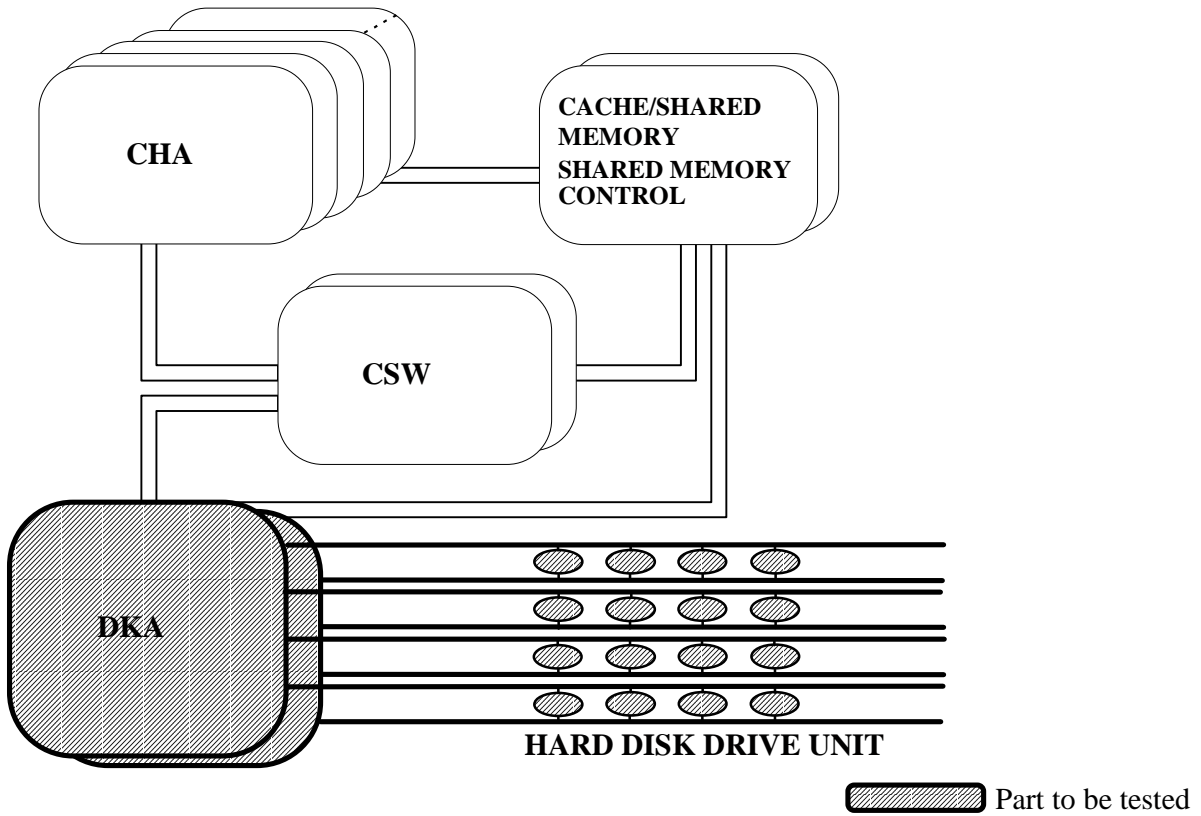 CHA
CACHE/SHARED
MEMORY
SHARED MEMORY
CONTROL
CSW
DKA
HARD DISK DRIVE UNIT
Part to be tested